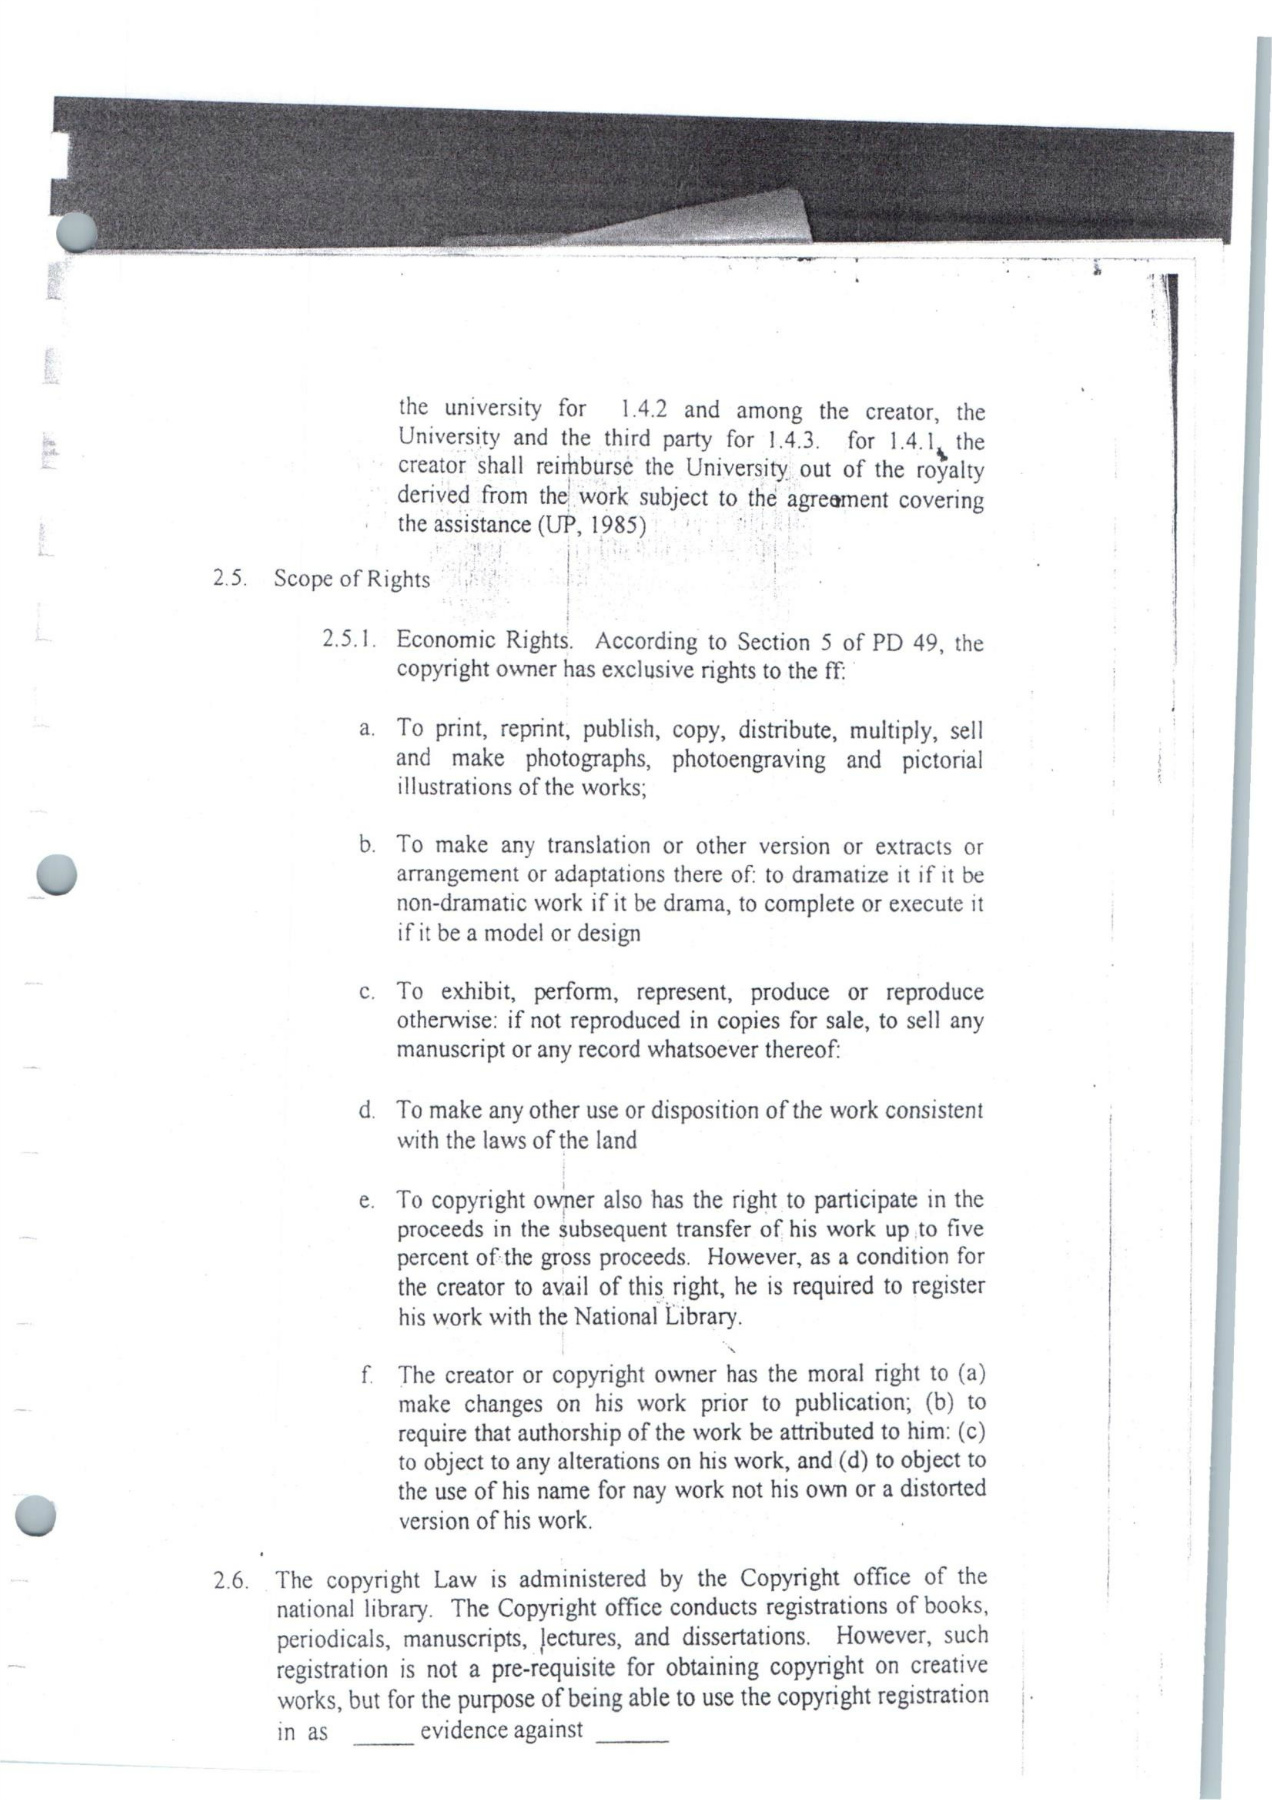 the university for 1.4.2 and among the creator, the
University and the third party for 1.4.3. for 1.4.1, the
creator shall reimburse the University out of the royalty
derived from the work subject to the agreement covering
the assistance (UP, 1985)
2.5. Scope of Rights
2.5.1. Economic Rights. According to Section 5 of PD 49, the
copyright owner has exclusive rights to the ff:
a. To print, reprint, publish, copy, distribute, multiply, sell
and make photographs, photoengraving and pictorial
illustrations of the works;
b. To make any translation or other version or extracts or
arrangement or adaptations there of: to dramatize it if it be
non-dramatic work if it be drama, to complete or execute it
if it be a model or design
c. To exhibit, perform, represent, produce or reproduce
otherwise: if not reproduced in copies for sale, to sell any
manuscript or any record whatsoever thereof:
d. To make any other use or disposition of the work consistent
with the laws of the land
e. To copyright owner also has the right to participate in the
proceeds in the subsequent transfer of his work up to five
percent of the gross proceeds. However, as a condition for
the creator to avail of this right, he is required to register
his work with the National Library.
f. The creator or copyright owner has the moral right to (a)
make changes on his work prior to publication; (b) to
require that authorship of the work be attributed to him: (c)
to object to any alterations on his work, and (d) to object to
the use of his name for nay work not his own or a distorted
version of his work.
2.6. The copyright Law is administered by the Copyright office of the
national library. The Copyright office conducts registrations of books,
periodicals, manuscripts, lectures, and dissertations. However, such
registration is not a pre-requisite for obtaining copyright on creative
works, but for the purpose of being able to use the copyright registration
in as _____ evidence against ______